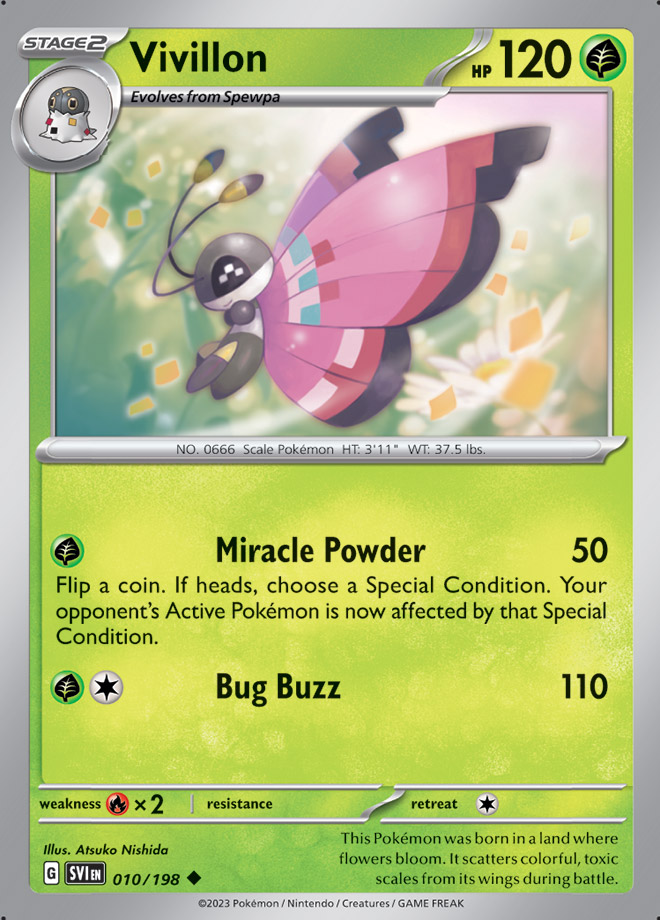 STAGE2 Vivillon HP 120
Evolves from Spewpa
NO. 0666 Scale Pokémon HT: 3'11" WT: 37.5 lbs.
Miracle Powder 50
Flip a coin. If heads, choose a Special Condition. Your
opponent's Active Pokémon is now affected by that Special
Condition.
Bug Buzz 110
weakness ×2 resistance retreat
Illus. Atsuko Nishida
This Pokémon was born in a land where
flowers bloom. It scatters colorful, toxic
scales from its wings during battle.
G SVI EN 010/198
©2023 Pokémon / Nintendo / Creatures / GAME FREAK